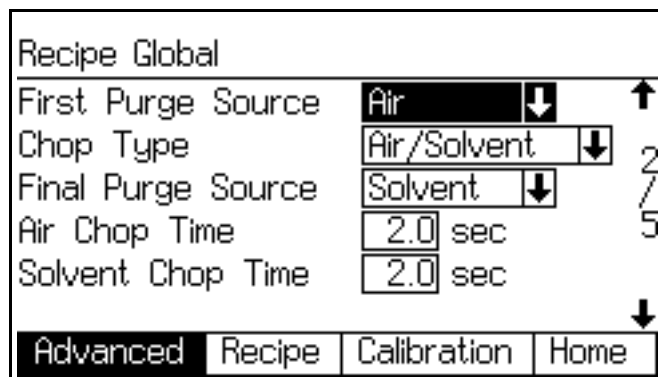 Recipe Global
First Purge Source Air
Chop Type Air/Solvent
Final Purge Source Solvent
Air Chop Time 2.0 sec
Solvent Chop Time 2.0 sec
2/5
Advanced Recipe Calibration Home